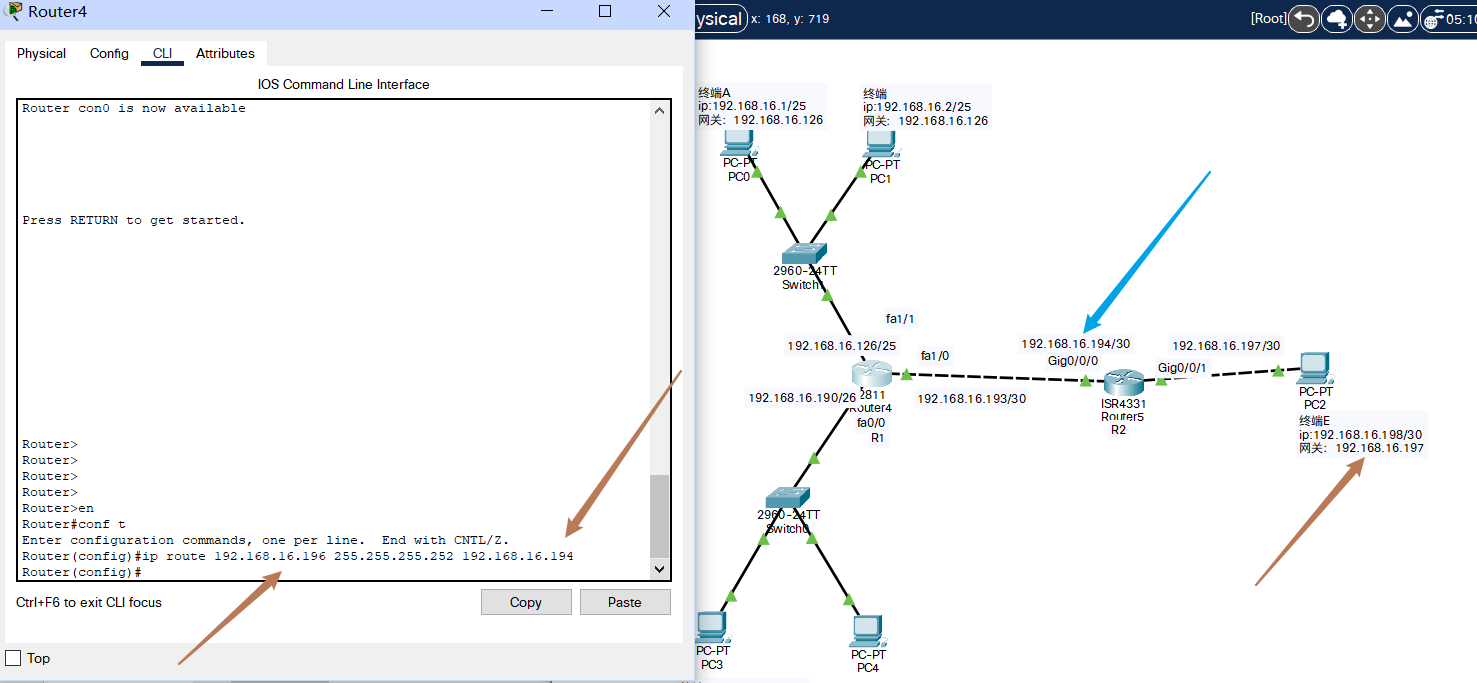 Router4
Physical Config CLI Attributes
IOS Command Line Interface
Router con0 is now available
Press RETURN to get started.
Router>
Router>
Router>
Router>
Router>en
Router#conf t
Enter configuration commands, one per line. End with CNTL/Z.
Router(config)#ip route 192.168.16.196 255.255.255.252 192.168.16.194
Router(config)#
Ctrl+F6 to exit CLI focus
Copy
Paste
Top
ysical x: 168, y: 719
[Root]
05:10
终端A
ip:192.168.16.1/25
网关：192.168.16.126
PC-PT
PC0
终端
ip:192.168.16.2/25
网关：192.168.16.126
PC-PT
PC1
2960-24TT
Switch1
fa1/1
192.168.16.126/25
fa1/0
192.168.16.190/26
2811
Router4
fa0/0
R1
192.168.16.193/30
192.168.16.194/30
Gig0/0/0
ISR4331
Router5
R2
192.168.16.197/30
Gig0/0/1
PC-PT
PC2
终端E
ip:192.168.16.198/30
网关：192.168.16.197
2960-24TT
Switch0
PC-PT
PC3
PC-PT
PC4